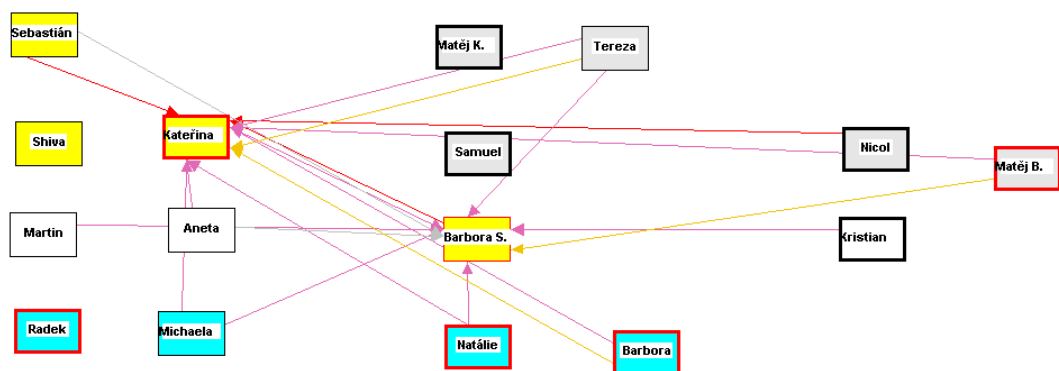 Sebastián
Matěj K.
Tereza
Shiva
Kateřina
Samuel
Nicol
Matěj B.
Martin
Aneta
Barbora S.
Kristian
Radek
Michaela
Natálie
Barbora